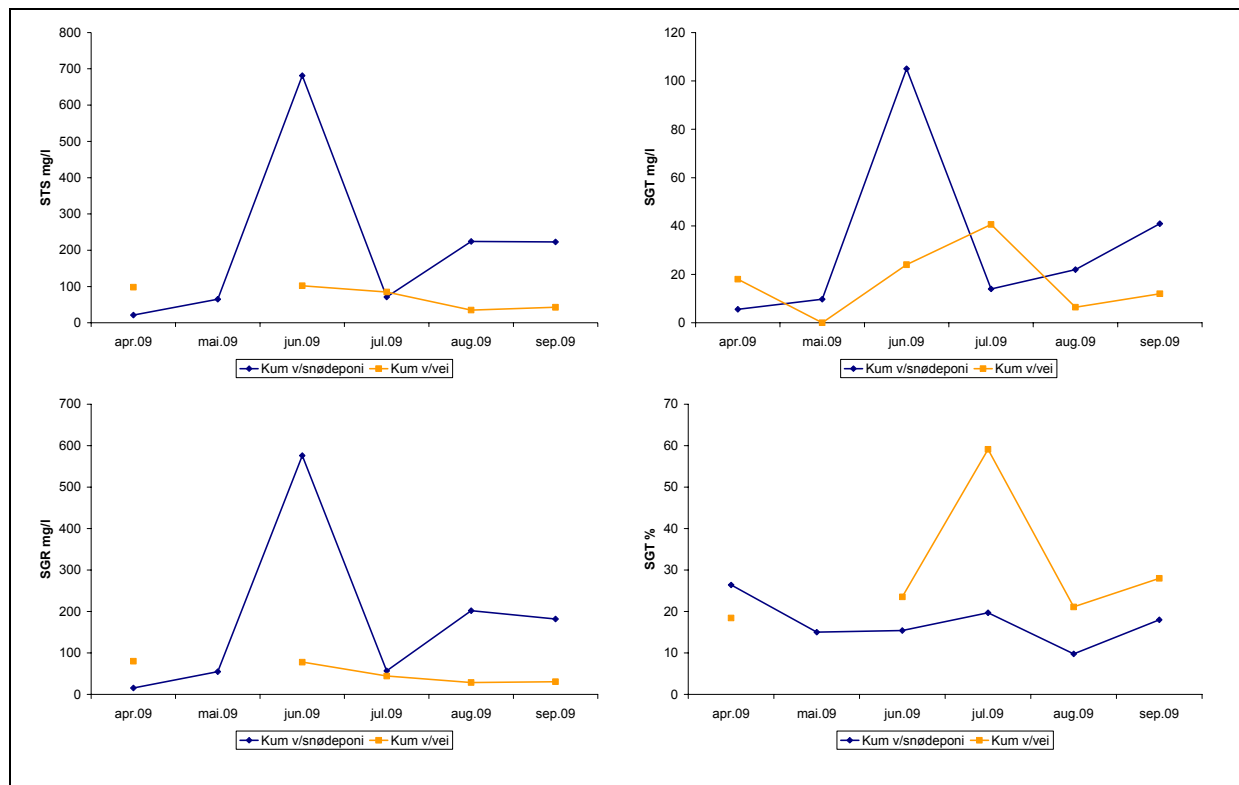 STS mg/l
800
700
600
500
400
300
200
100
0
apr.09 mai.09 jun.09 jul.09 aug.09 sep.09
Kum v/snødeponi Kum v/vei
SGT mg/l
120
100
80
60
40
20
0
apr.09 mai.09 jun.09 jul.09 aug.09 sep.09
Kum v/snødeponi Kum v/vei
SGR mg/l
700
600
500
400
300
200
100
0
apr.09 mai.09 jun.09 jul.09 aug.09 sep.09
Kum v/snødeponi Kum v/vei
SGT %
70
60
50
40
30
20
10
0
apr.09 mai.09 jun.09 jul.09 aug.09 sep.09
Kum v/snødeponi Kum v/vei